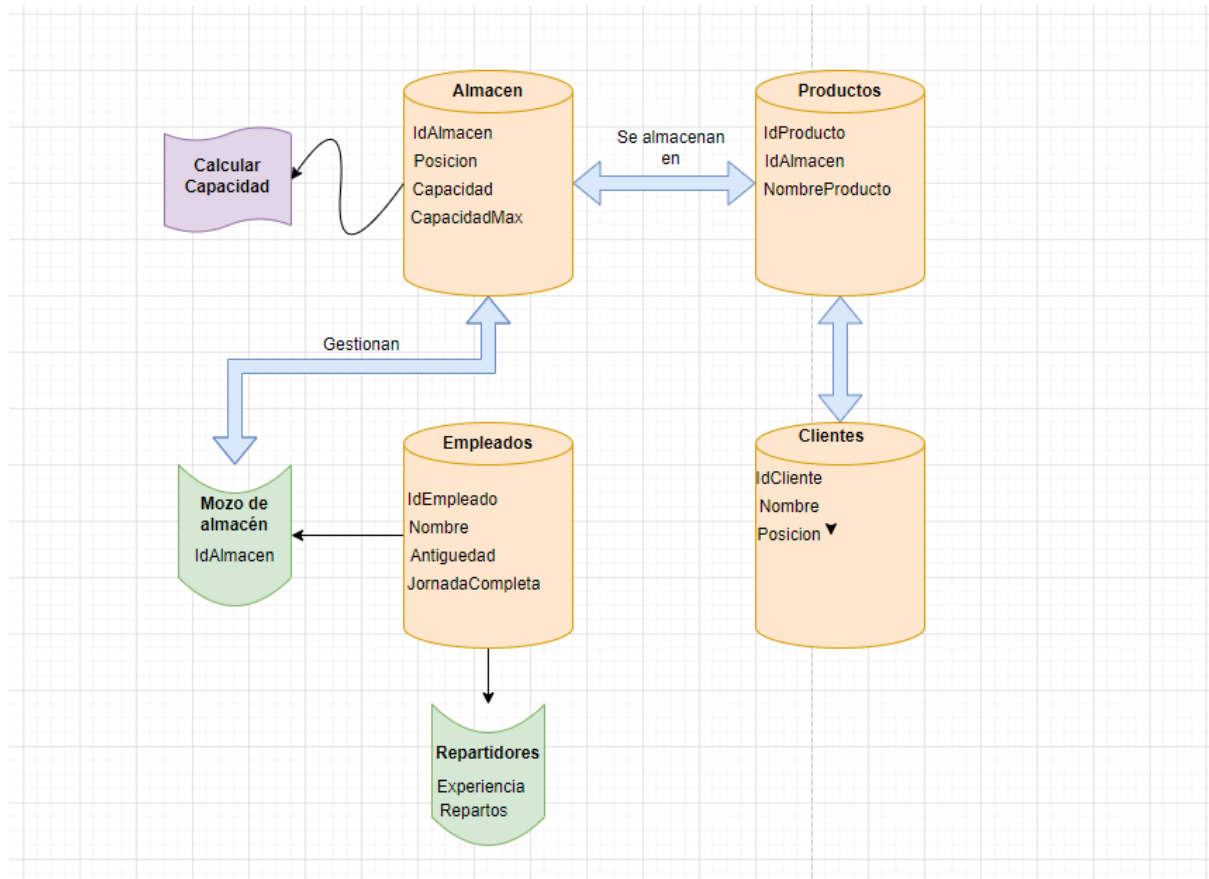 Almacen
IdAlmacen
Posicion
Capacidad
CapacidadMax
Calcular
Capacidad
Se almacenan
en
Productos
IdProducto
IdAlmacen
NombreProducto
Gestionan
Mozo de
almacén
IdAlmacen
Empleados
IdEmpleado
Nombre
Antiguedad
JornadaCompleta
Clientes
IdCliente
Nombre
Posicion
Repartidores
Experiencia
Repartos